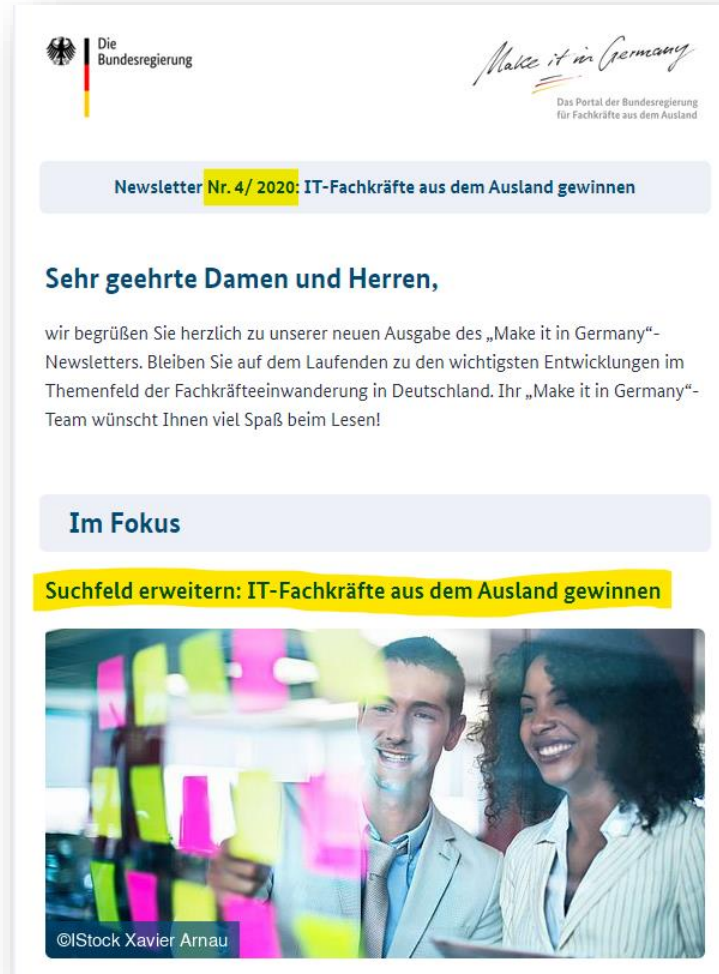 Die
Bundesregierung
Make it in Germany
Das Portal der Bundesregierung
für Fachkräfte aus dem Ausland
Newsletter Nr. 4/ 2020: IT-Fachkräfte aus dem Ausland gewinnen
Sehr geehrte Damen und Herren,
wir begrüßen Sie herzlich zu unserer neuen Ausgabe des „Make it in Germany“-
Newsletters. Bleiben Sie auf dem Laufenden zu den wichtigsten Entwicklungen im
Themenfeld der Fachkräfteeinwanderung in Deutschland. Ihr „Make it in Germany“-
Team wünscht Ihnen viel Spaß beim Lesen!
Im Fokus
Suchfeld erweitern: IT-Fachkräfte aus dem Ausland gewinnen
©IStock Xavier Arnau